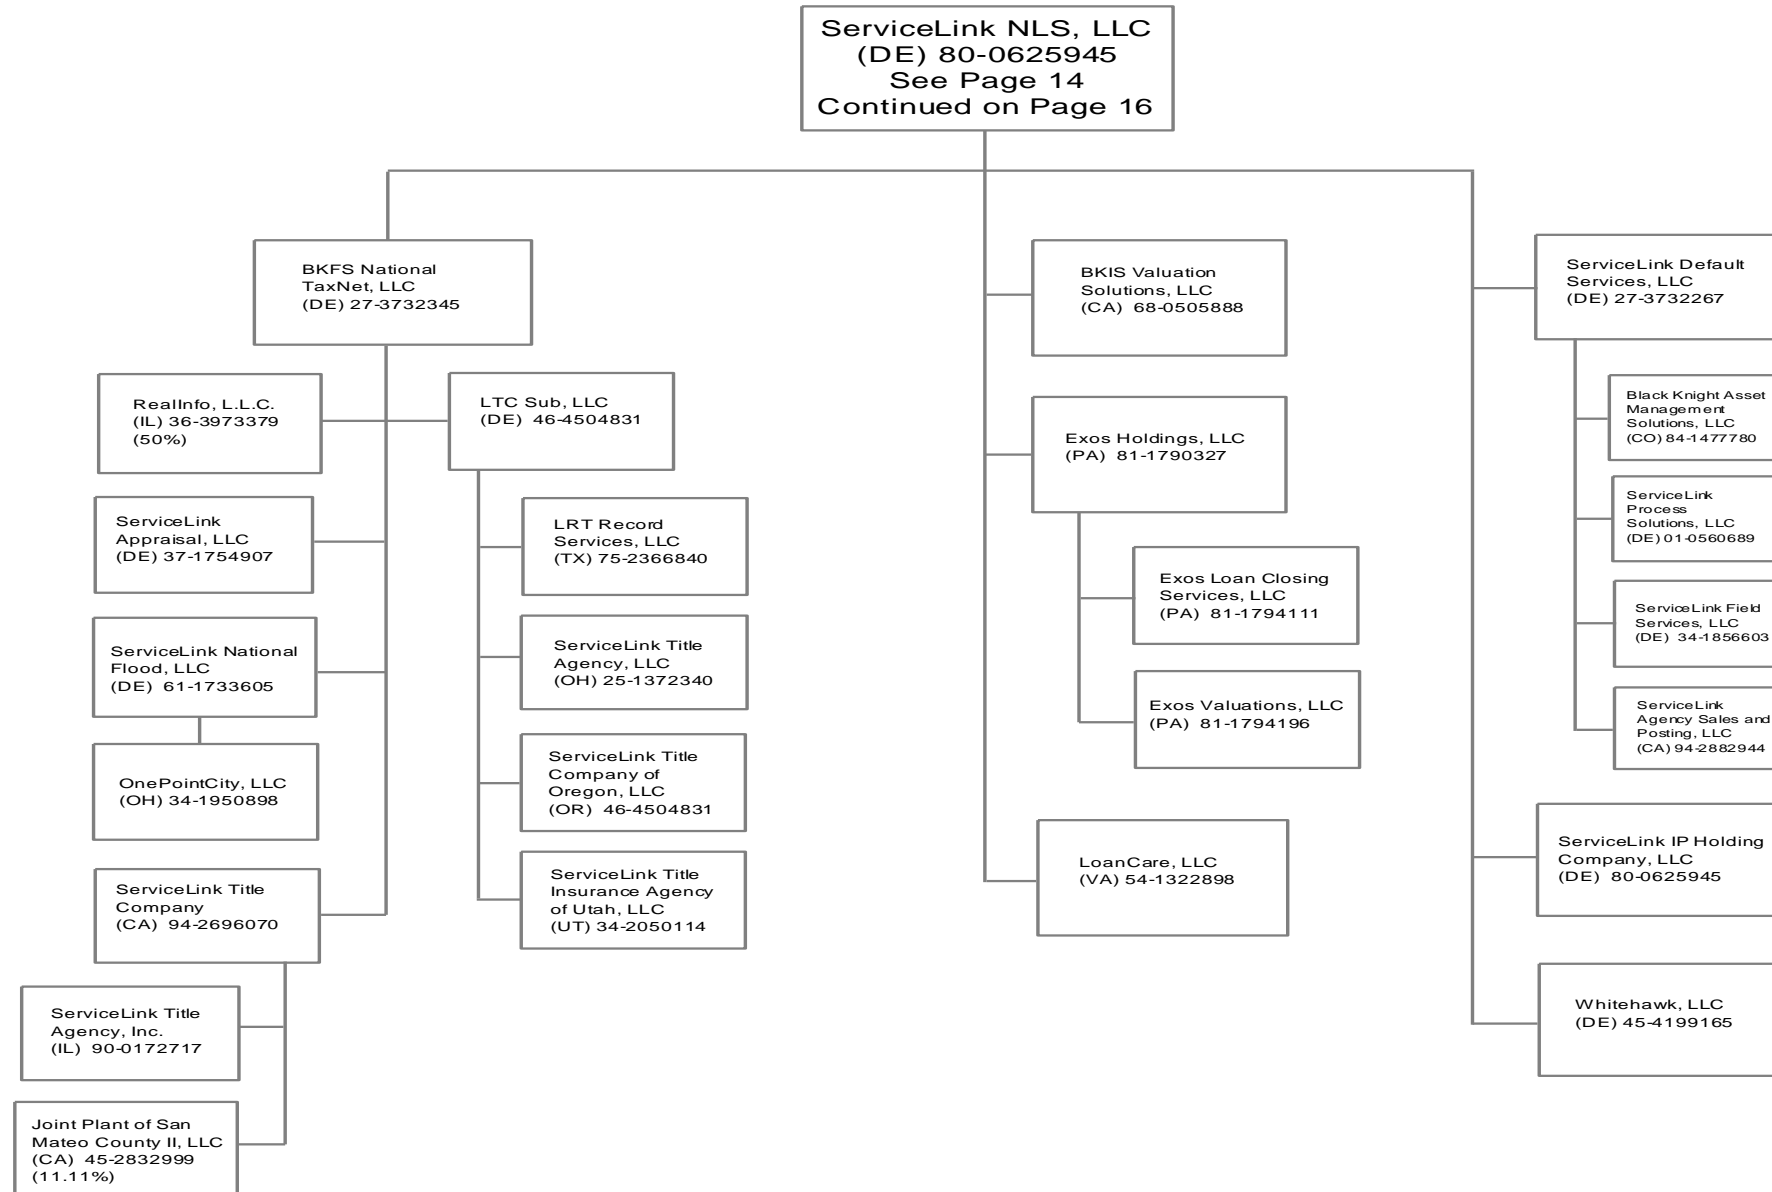 ServiceLink NLS, LLC
(DE) 80-0625945
See Page 14
Continued on Page 16
BKFS National
TaxNet, LLC
(DE) 27-3732345
RealInfo, L.L.C.
(IL) 36-3973379
(50%)
ServiceLink
Appraisal, LLC
(DE) 37-1754907
ServiceLink National
Flood, LLC
(DE) 61-1733605
OnePointCity, LLC
(OH) 34-1950898
ServiceLink Title
Company
(CA) 94-2696070
ServiceLink Title
Agency, Inc.
(IL) 90-0172717
Joint Plant of San
Mateo County II, LLC
(CA) 45-2832999
(11.11%)
LTC Sub, LLC
(DE) 46-4504831
LRT Record
Services, LLC
(TX) 75-2366840
ServiceLink Title
Agency, LLC
(OH) 25-1372340
ServiceLink Title
Company of
Oregon, LLC
(OR) 46-4504831
ServiceLink Title
Insurance Agency
of Utah, LLC
(UT) 34-2050114
BKIS Valuation
Solutions, LLC
(CA) 68-0505888
Exos Holdings, LLC
(PA) 81-1790327
Exos Loan Closing
Services, LLC
(PA) 81-1794111
Exos Valuations, LLC
(PA) 81-1794196
LoanCare, LLC
(VA) 54-1322898
ServiceLink Default
Services, LLC
(DE) 27-3732267
Black Knight Asset
Management
Solutions, LLC
(CO) 84-1477780
ServiceLink
Process
Solutions, LLC
(DE) 01-0560689
ServiceLink Field
Services, LLC
(DE) 34-1856603
ServiceLink
Agency Sales and
Posting, LLC
(CA) 94-2882944
ServiceLink IP Holding
Company, LLC
(DE) 80-0625945
Whitehawk, LLC
(DE) 45-4199165